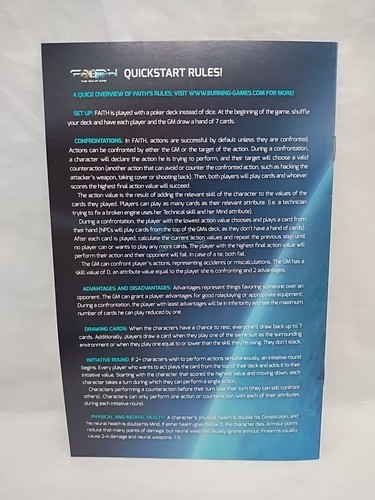 FAITH QUICKSTART RULES!
THE SCI-FI RPG
A QUICK OVERVIEW OF FAITH'S RULES; VISIT WWW.BURNING-GAMES.COM FOR MORE!
SET UP: FAITH is played with a poker deck instead of dice. At the beginning of the game, shuffle
your deck and have each player and the GM draw a hand of 7 cards.
CONFRONTATIONS: In FAITH, actions are successful by default unless they are confronted.
Actions can be confronted by either the GM or the target of the action. During a confrontation,
a character will declare the action he is trying to perform, and their target will choose a valid
counteraction (another action that can avoid or counter the confronted action, such as hacking the
attacker's weapon, taking cover or shooting back). Then, both players will play cards and whoever
scores the highest final action value will succeed.
The action value is the result of adding the relevant skill of the character to the values of the
cards they played. Players can play as many cards as their relevant attribute. (i.e. a technician
trying to fix a broken engine uses her Technical skill and her Mind attribute).
During a confrontation, the player with the lowest action value chooses and plays a card from
their hand (NPCs will play cards from the top of the GMs deck, as they don't have a hand of cards).
After each card is played, calculate the current action values and repeat the previous step until
no player can or wants to play any more cards. The player with the highest final action value will
perform their action and their opponent will fail. In case of a tie, both fail.
The GM can confront player's actions, representing accidents or miscalculations. The GM has a
skill value of 0, an attribute value equal to the player she is confronting and 2 advantages.
ADVANTAGES AND DISADVANTAGES: Advantages represent things favoring someone over an
opponent. The GM can grant a player advantages for good roleplaying or appropriate equipment.
During a confrontation, the player with least advantages will be in inferiority and see the maximum
number of cards he can play reduced by one.
DRAWING CARDS: When the characters have a chance to rest, everyone draw back up to 7
cards. Additionally, players draw a card when they play one of the same suit as the surrounding
environment or when they play one equal to or lower than the skill they're using. They don't stack.
INITIATIVE ROUND: If 2+ characters wish to perform actions simultaneously, an initiative round
begins. Every player who wants to act plays the card from the top of their deck and adds it to their
initiative value. Starting with the character that scored the highest value and moving down, each
character takes a turn during which they can perform a single action.
Characters performing a counteraction before their turn lose their turn (they can still confront
others). Characters can only perform one action or confrontation with each of their attributes
during each initiative round.
PHYSICAL AND NEURAL HEALTH: A character's physical health is double his Constitution, and
his neural health is double his Mind. If either health goes below 0, the character dies. Armour points
reduce that many points of damage, but neural weapons usually ignore armour. Firearms usually
cause 2-4 damage and neural weapons, 1-3.